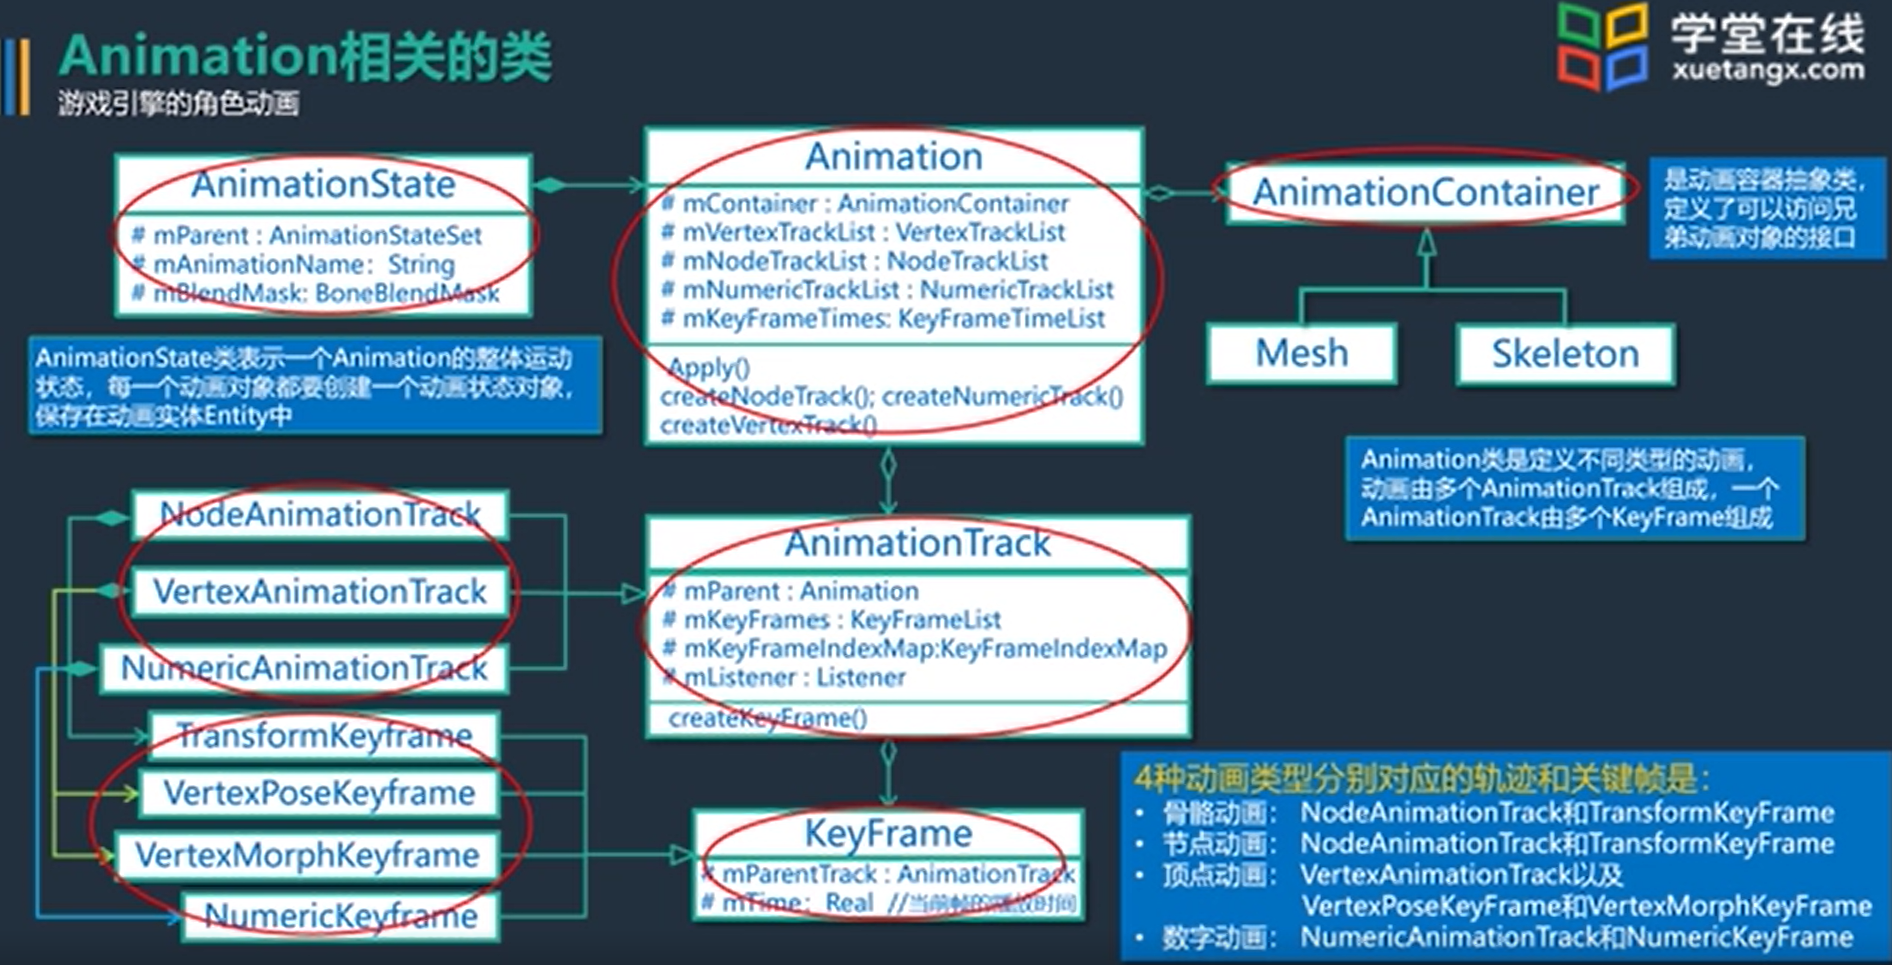 Animation相关的类
游戏引擎的角色动画
学堂在线
xuetangx.com
AnimationState
# mParent : AnimationStateSet
# mAnimationName: String
# mBlendMask: BoneBlendMask
AnimationState类表示一个Animation的整体运动
状态，每一个动画对象都要创建一个动画状态对象，
保存在动画实体Entity中
Animation
# mContainer : AnimationContainer
# mVertexTrackList : VertexTrackList
# mNodeTrackList : NodeTrackList
# mNumericTrackList : NumericTrackList
# mKeyFrameTimes: KeyFrameTimeList
Apply()
createNodeTrack(); createNumericTrack()
createVertexTrack()
AnimationContainer
是动画容器抽象类，
定义了可以访问兄
弟动画对象的接口
Mesh
Skeleton
Animation类是定义不同类型的动画，
动画由多个AnimationTrack组成，一个
AnimationTrack由多个KeyFrame组成
NodeAnimationTrack
VertexAnimationTrack
NumericAnimationTrack
AnimationTrack
# mParent : Animation
# mKeyFrames : KeyFrameList
# mKeyFrameIndexMap:KeyFrameIndexMap
# mListener : Listener
createKeyFrame()
TransformKeyframe
VertexPoseKeyframe
VertexMorphKeyframe
NumericKeyframe
KeyFrame
# mParentTrack : AnimationTrack
# mTime: Real //当前帧的播放时间
4种动画类型分别对应的轨迹和关键帧是：
• 骨骼动画： NodeAnimationTrack和TransformKeyFrame
• 节点动画： NodeAnimationTrack和TransformKeyFrame
• 顶点动画： VertexAnimationTrack以及
VertexPoseKeyFrame和VertexMorphKeyFrame
• 数字动画： NumericAnimationTrack和NumericKeyFrame